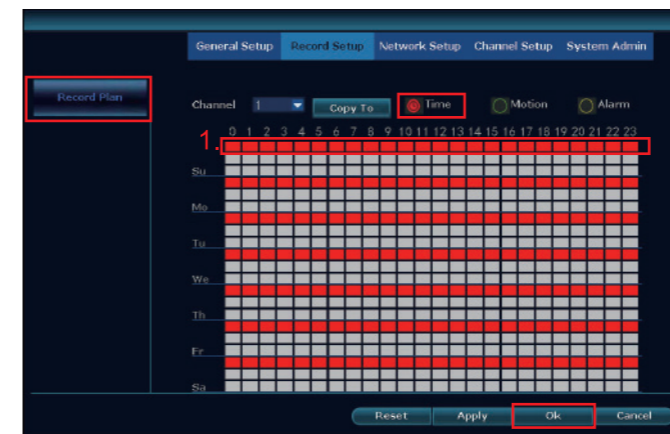 General Setup Record Setup Network Setup Channel Setup System Admin
Record Plan
Channel 1 Copy To Time Motion Alarm
0 1 2 3 4 5 6 7 8 9 10 11 12 13 14 15 16 17 18 19 20 21 22 23
1.
Su
Mo
Tu
We
Th
Fr
Sa
Reset Apply Ok Cancel